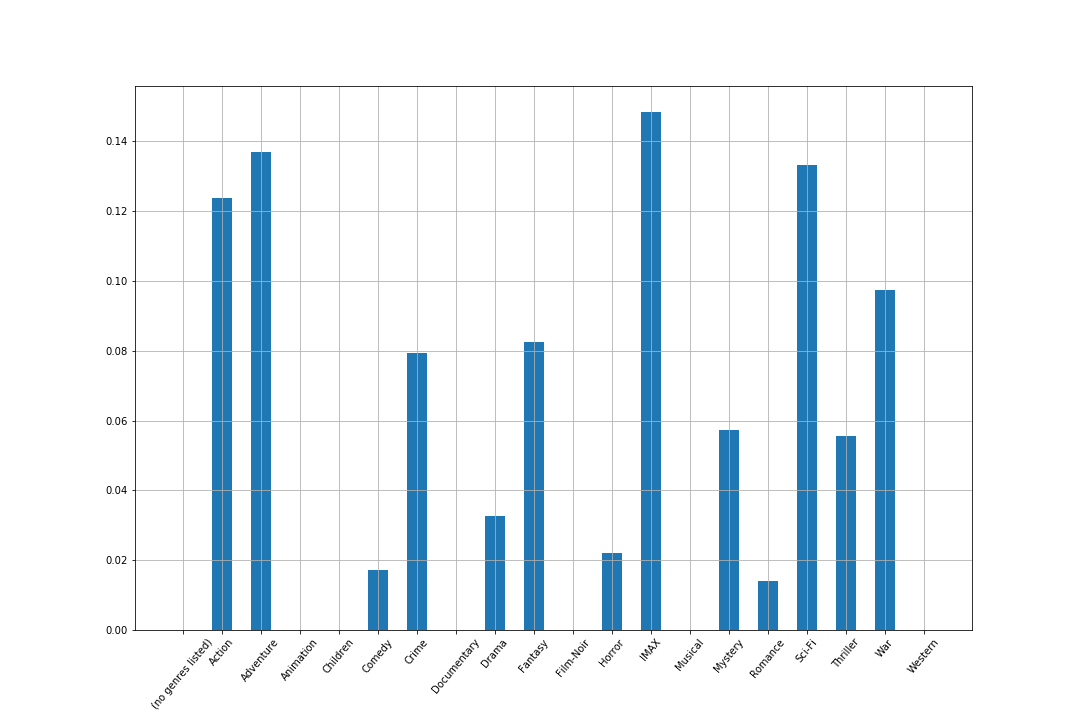 0.14
0.12
0.10
0.08
0.06
0.04
0.02
0.00
(no genres listed)
Action
Adventure
Animation
Children
Comedy
Crime
Documentary
Drama
Fantasy
Film-Noir
Horror
IMAX
Musical
Mystery
Romance
Sci-Fi
Thriller
War
Western